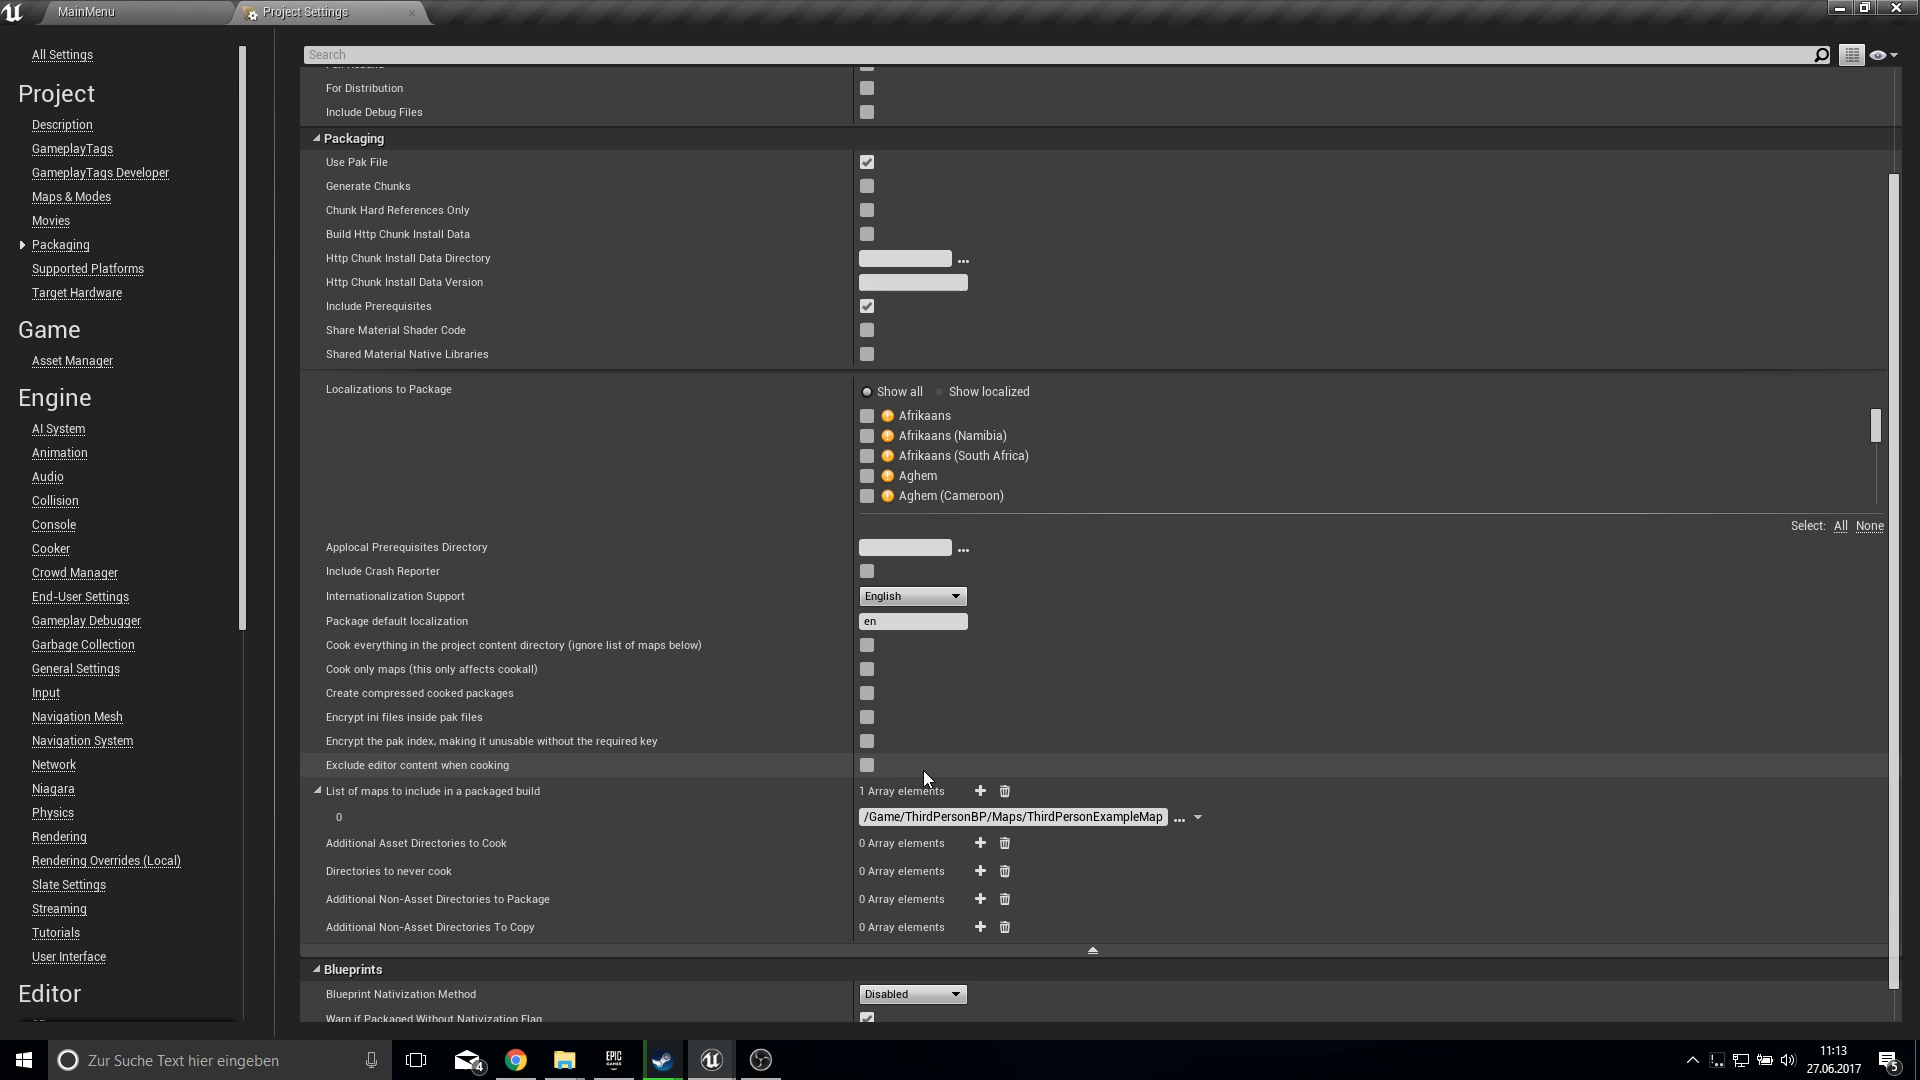 MainMenu
Project Settings
All Settings
Project
Description
GameplayTags
GameplayTags Developer
Maps & Modes
Movies
Packaging
Supported Platforms
Target Hardware
Game
Asset Manager
Engine
AI System
Animation
Audio
Collision
Console
Cooker
Crowd Manager
End-User Settings
Gameplay Debugger
Garbage Collection
General Settings
Input
Navigation Mesh
Navigation System
Network
Niagara
Physics
Rendering
Rendering Overrides (Local)
Slate Settings
Streaming
Tutorials
User Interface
Editor
Search
For Distribution
Include Debug Files
Packaging
Use Pak File
Generate Chunks
Chunk Hard References Only
Build Http Chunk Install Data
Http Chunk Install Data Directory ...
Http Chunk Install Data Version
Include Prerequisites
Share Material Shader Code
Shared Material Native Libraries
Localizations to Package Show all Show localized
Afrikaans
Afrikaans (Namibia)
Afrikaans (South Africa)
Aghem
Aghem (Cameroon)
Select: All None
Applocal Prerequisites Directory ...
Include Crash Reporter
Internationalization Support English
Package default localization en
Cook everything in the project content directory (ignore list of maps below)
Cook only maps (this only affects cookall)
Create compressed cooked packages
Encrypt ini files inside pak files
Encrypt the pak index, making it unusable without the required key
Exclude editor content when cooking
List of maps to include in a packaged build 1 Array elements
0 /Game/ThirdPersonBP/Maps/ThirdPersonExampleMap ...
Additional Asset Directories to Cook 0 Array elements
Directories to never cook 0 Array elements
Additional Non-Asset Directories to Package 0 Array elements
Additional Non-Asset Directories To Copy 0 Array elements
Blueprints
Blueprint Nativization Method Disabled
Warn if Packaged Without Nativization Flag
Zur Suche Text hier eingeben
4
EPIC
GAMES
11:13
27.06.2017
5